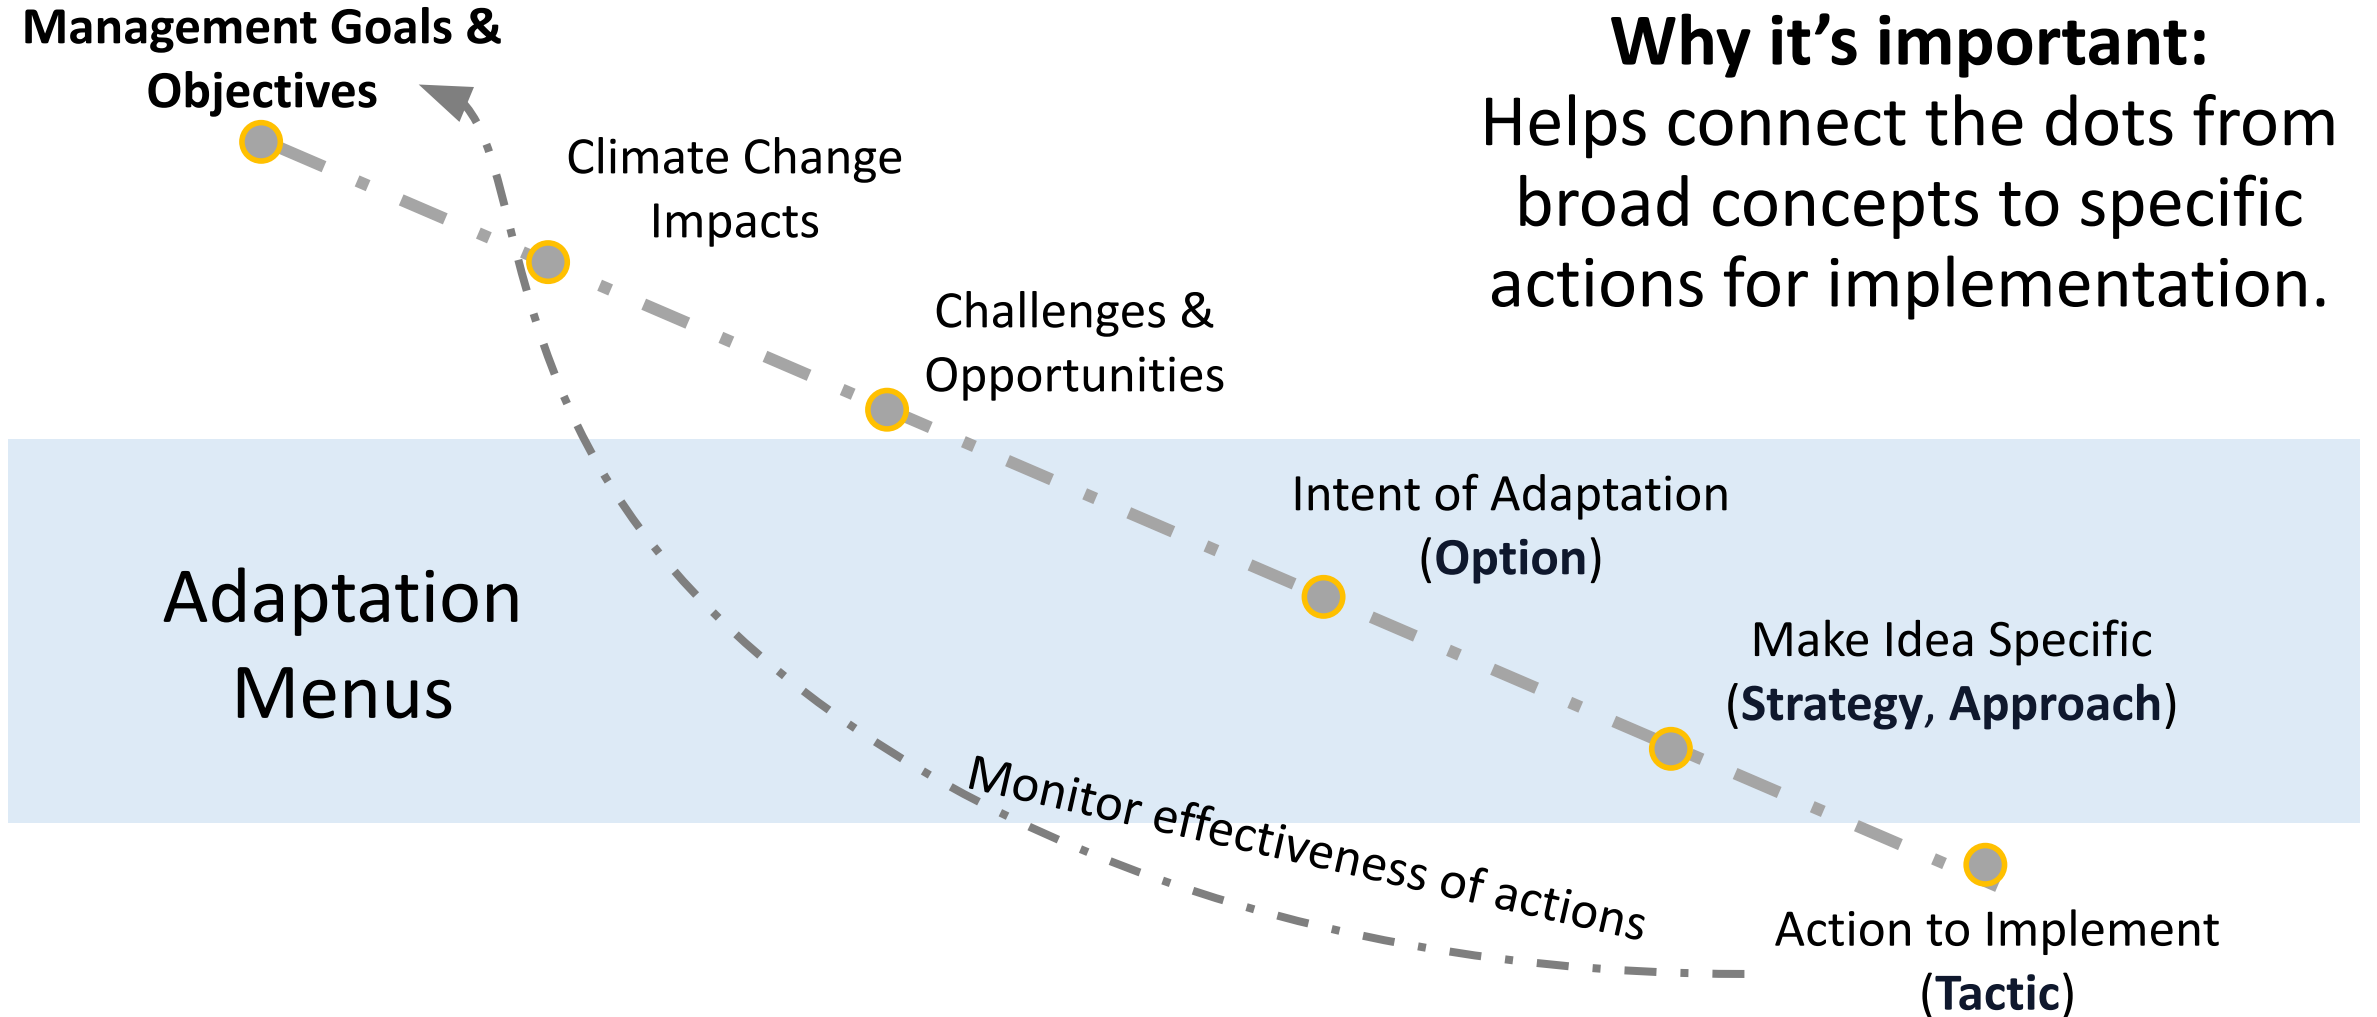 Management Goals &
Objectives
Why it’s important:
Helps connect the dots from
broad concepts to specific
actions for implementation.
Climate Change
Impacts
Challenges &
Opportunities
Intent of Adaptation
(Option)
Adaptation
Menus
Make Idea Specific
(Strategy, Approach)
Monitor effectiveness of actions
Action to Implement
(Tactic)